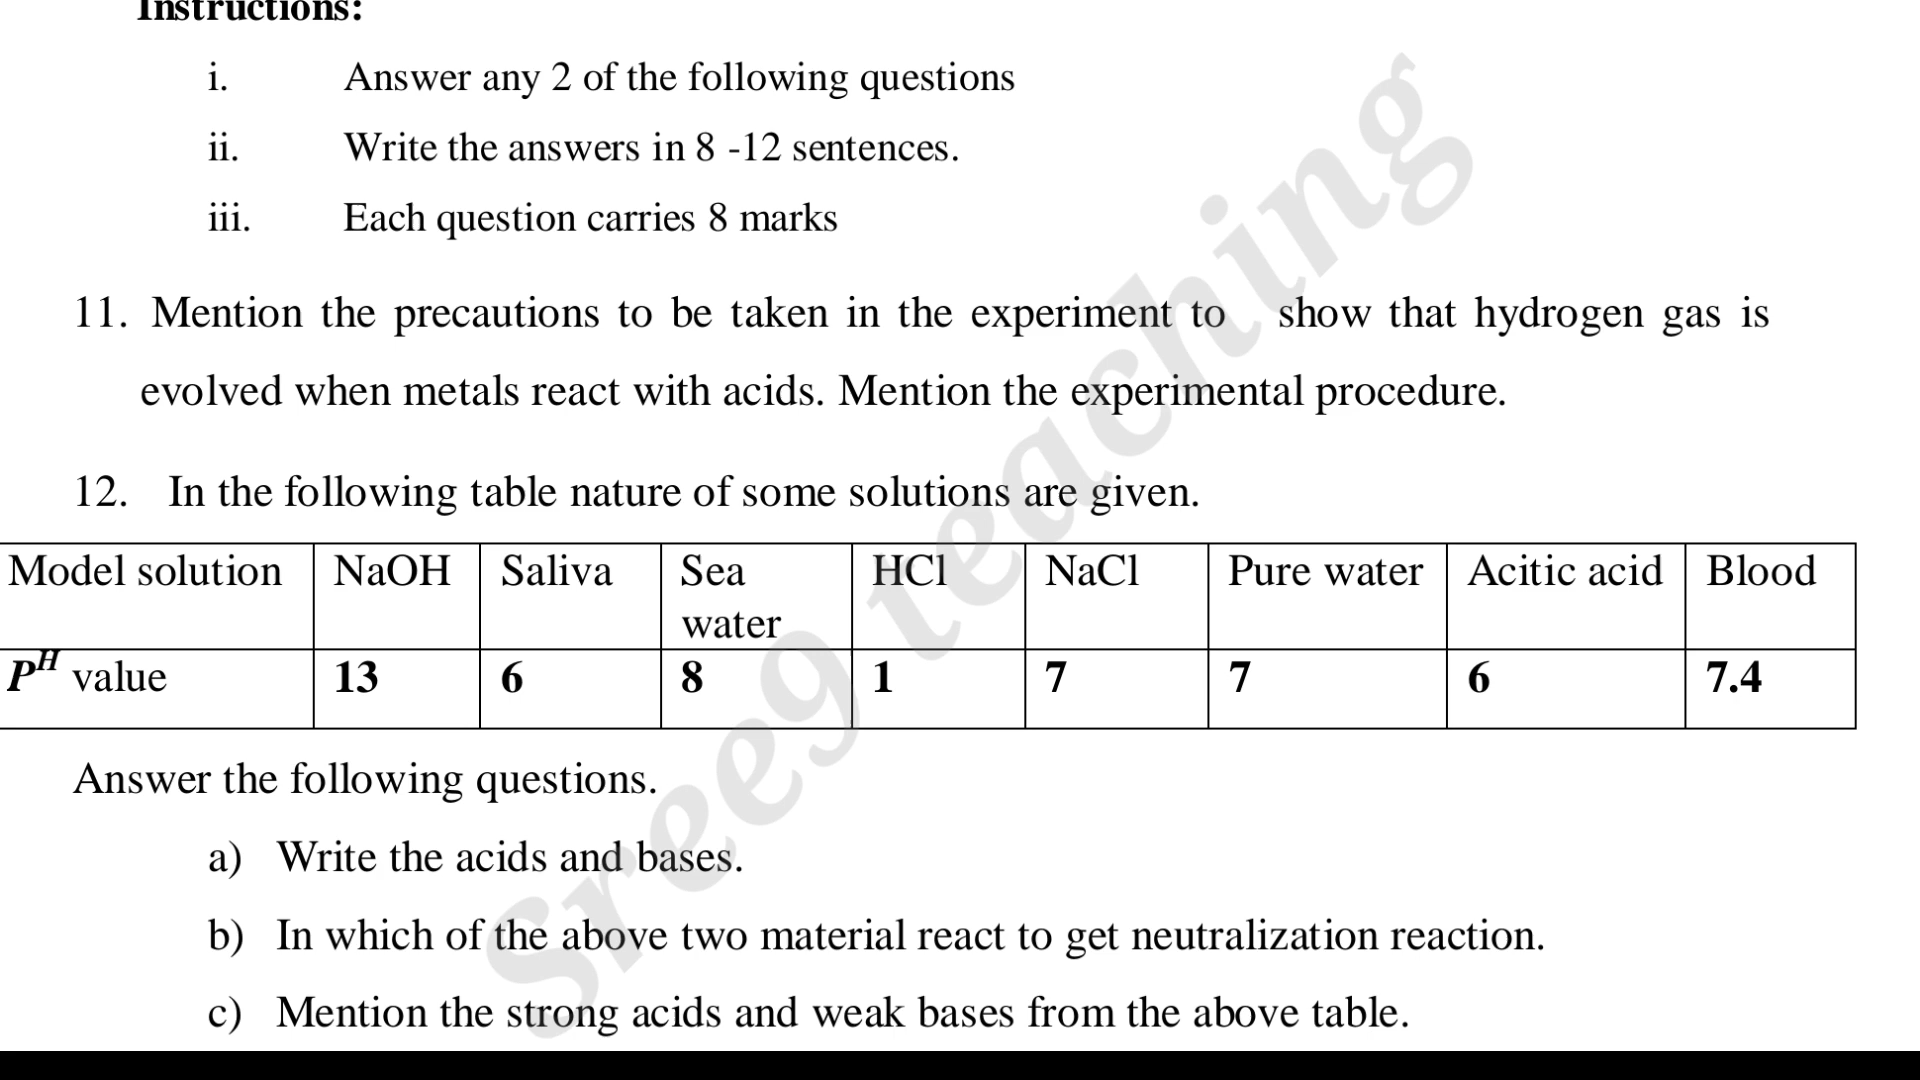 Instructions:
i. Answer any 2 of the following questions
ii. Write the answers in 8 -12 sentences.
iii. Each question carries 8 marks
11. Mention the precautions to be taken in the experiment to show that hydrogen gas is
evolved when metals react with acids. Mention the experimental procedure.
12. In the following table nature of some solutions are given.
Model solution NaOH Saliva Sea water HCl NaCl Pure water Acitic acid Blood
P^H value 13 6 8 1 7 7 6 7.4
Answer the following questions.
a) Write the acids and bases.
b) In which of the above two material react to get neutralization reaction.
c) Mention the strong acids and weak bases from the above table.
Sree9 teaching